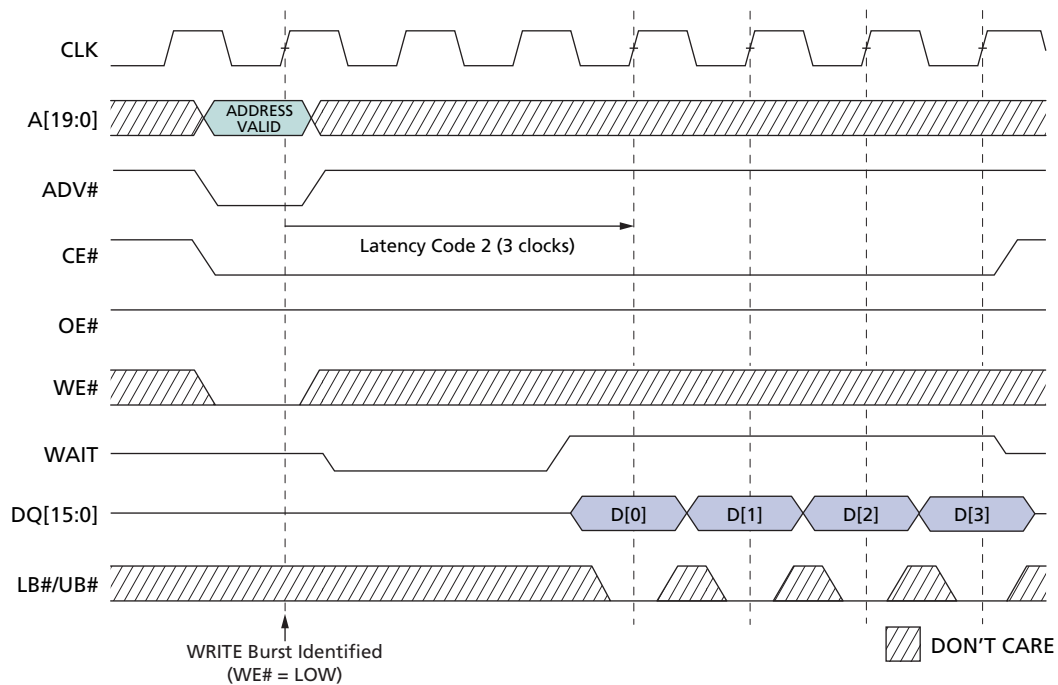 CLK
A[19:0]
ADDRESS
VALID
ADV#
Latency Code 2 (3 clocks)
CE#
OE#
WE#
WAIT
DQ[15:0]
D[0]
D[1]
D[2]
D[3]
LB#/UB#
WRITE Burst Identified
(WE# = LOW)
DON'T CARE